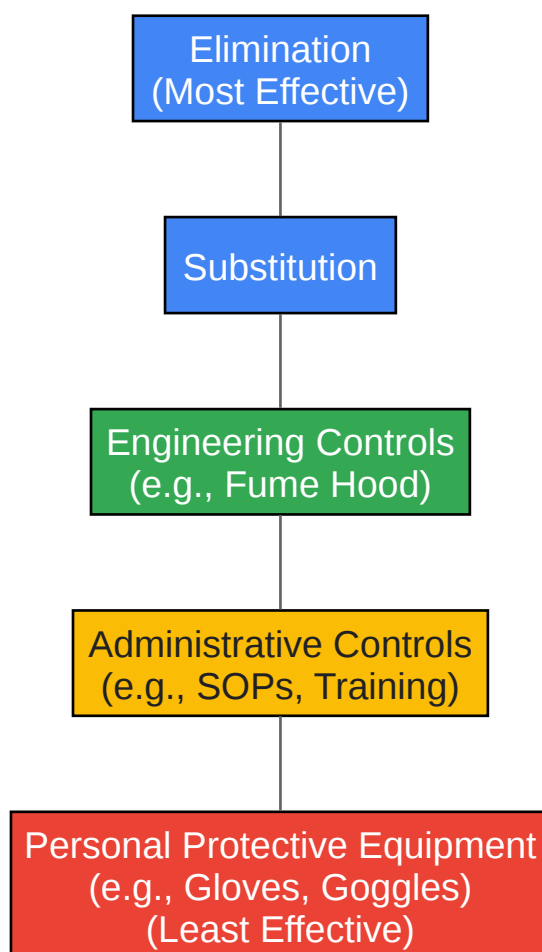 Elimination
(Most Effective)
Substitution
Engineering Controls
(e.g., Fume Hood)
Administrative Controls
(e.g., SOPs, Training)
Personal Protective Equipment
(e.g., Gloves, Goggles)
(Least Effective)